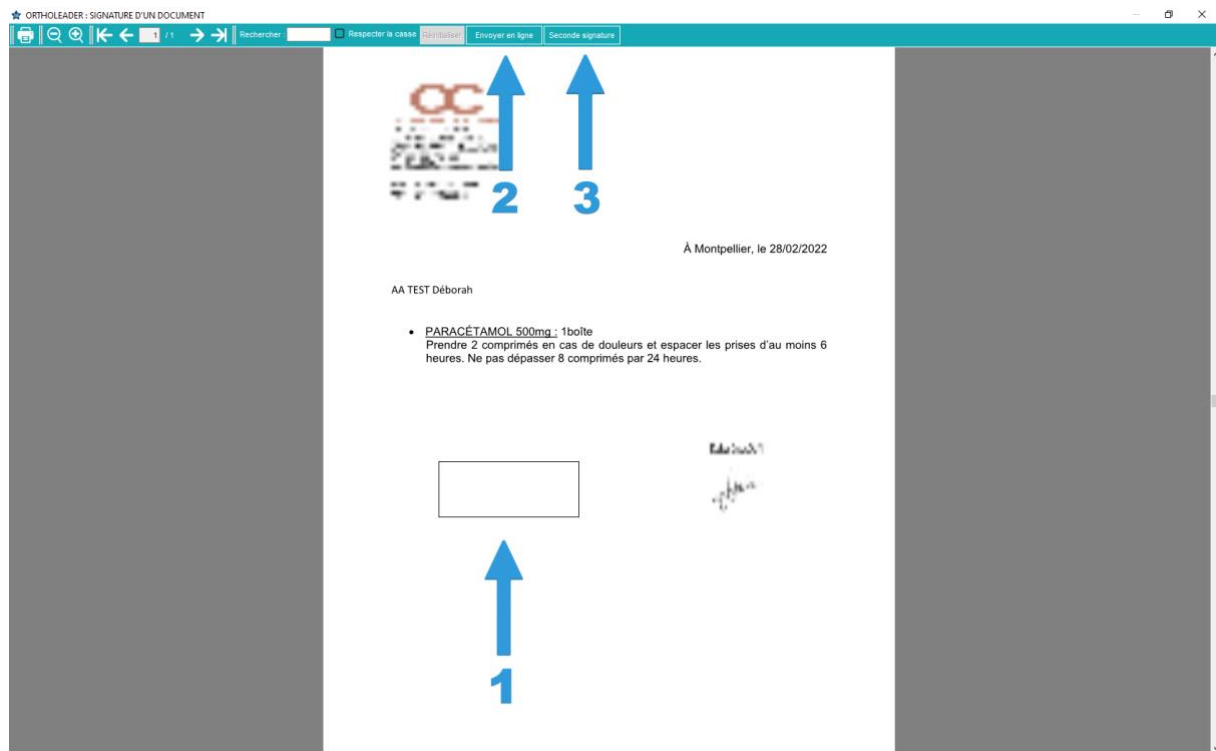 ORTHOLEADER : SIGNATURE D'UN DOCUMENT
1 / 1 Rechercher : Respecter la casse Réinitialiser Envoyer en ligne Seconde signature
2 3
À Montpellier, le 28/02/2022
AA TEST Déborah
• PARACÉTAMOL 500mg : 1boîte
Prendre 2 comprimés en cas de douleurs et espacer les prises d'au moins 6
heures. Ne pas dépasser 8 comprimés par 24 heures.
1